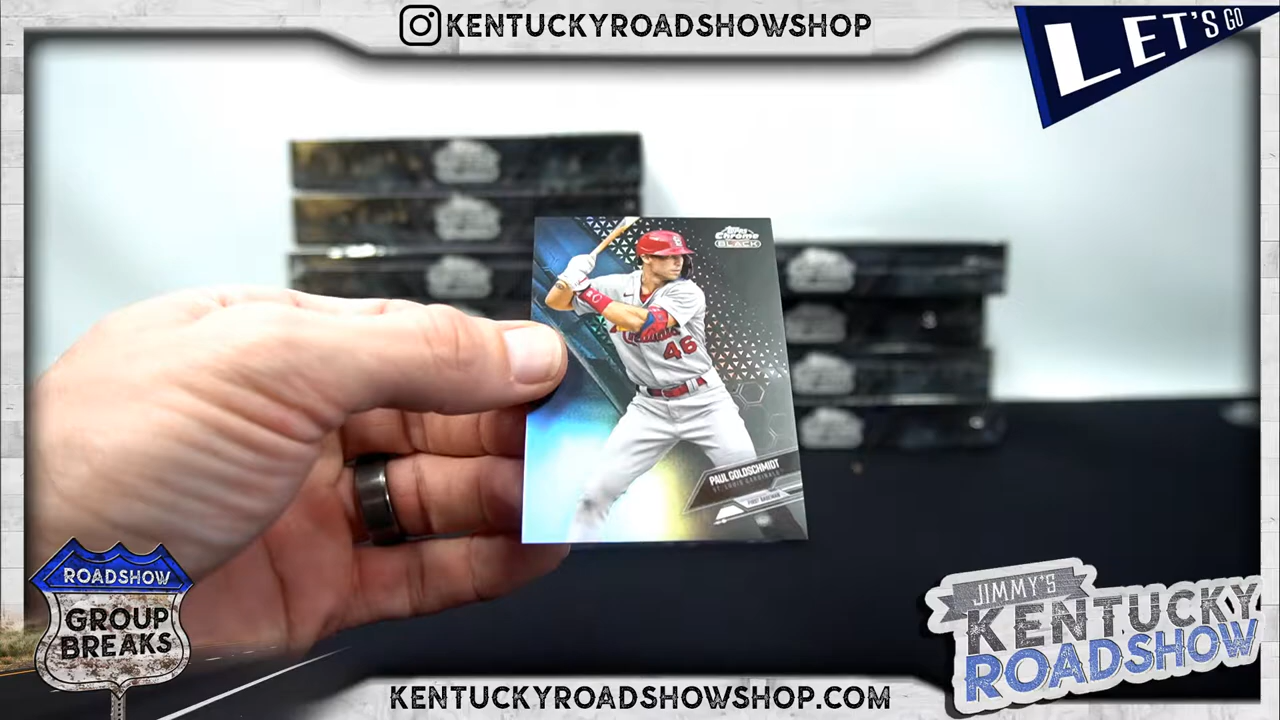 KENTUCKYROADSHOWSHOP
LET'S GO
Topps
Chrome
BLACK
46
PAUL GOLDSCHMIDT
ST. LOUIS CARDINALS
FIRST BASEMAN
ROADSHOW
GROUP
BREAKS
JIMMY'S
KENTUCKY
ROADSHOW
KENTUCKYROADSHOWSHOP.COM